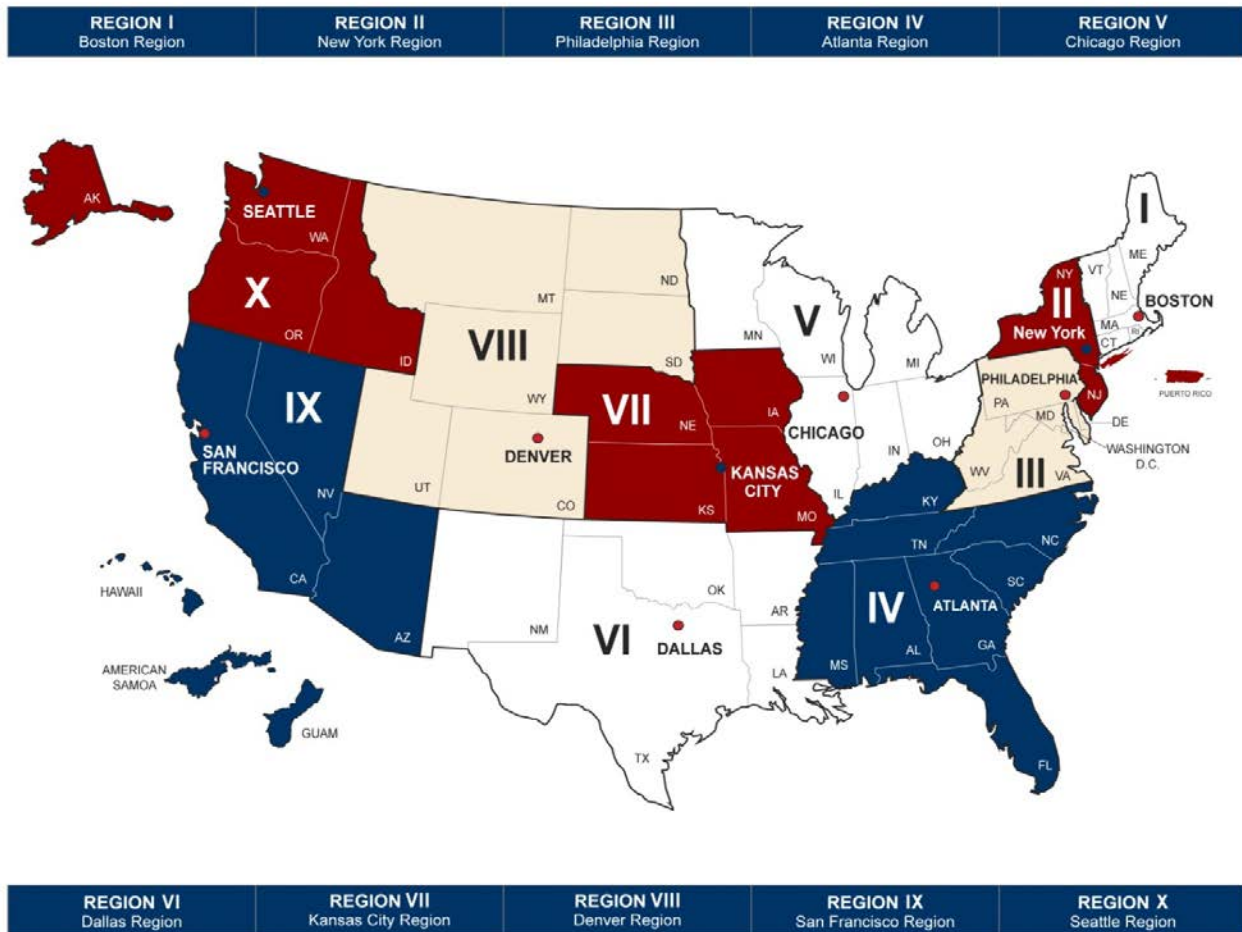 REGION I
Boston Region
REGION II
New York Region
REGION III
Philadelphia Region
REGION IV
Atlanta Region
REGION V
Chicago Region
AK
SEATTLE
WA
X
OR
ID
MT
ND
VIII
SD
WY
MN
V
WI
MI
I
ME
VT
NY
II
New York
NE
BOSTON
MA
RI
CT
PHILADELPHIA
PA
NJ
PUERTO RICO
MD
DE
WASHINGTON
D.C.
WV
III
VA
IX
SAN
FRANCISCO
NV
CA
UT
DENVER
CO
VII
NE
IA
KS
KANSAS
CITY
MO
CHICAGO
IL
IN
OH
KY
TN
NC
SC
IV
ATLANTA
MS
AL
GA
FL
HAWAII
AZ
NM
OK
AR
VI
DALLAS
LA
TX
AMERICAN
SAMOA
GUAM
REGION VI
Dallas Region
REGION VII
Kansas City Region
REGION VIII
Denver Region
REGION IX
San Francisco Region
REGION X
Seattle Region